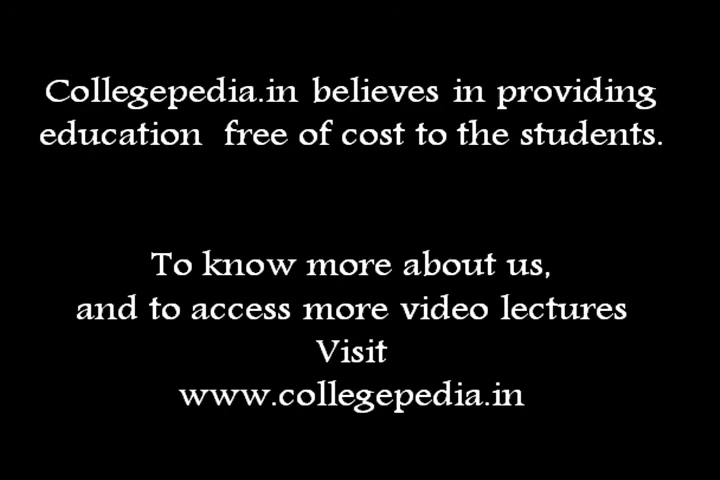 Collegepedia.in believes in providing
education  free of cost to the students.
To know more about us,
and to access more video lectures
Visit
www.collegepedia.in